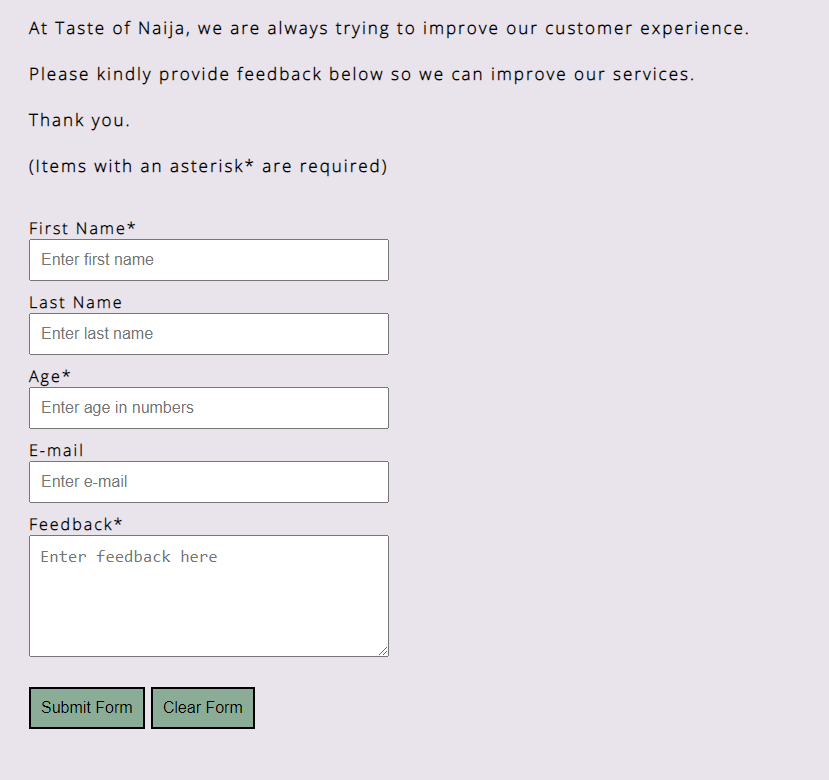 At Taste of Naija, we are always trying to improve our customer experience.
Please kindly provide feedback below so we can improve our services.
Thank you.
(Items with an asterisk* are required)
First Name*
Enter first name
Last Name
Enter last name
Age*
Enter age in numbers
E-mail
Enter e-mail
Feedback*
Enter feedback here
Submit Form Clear Form